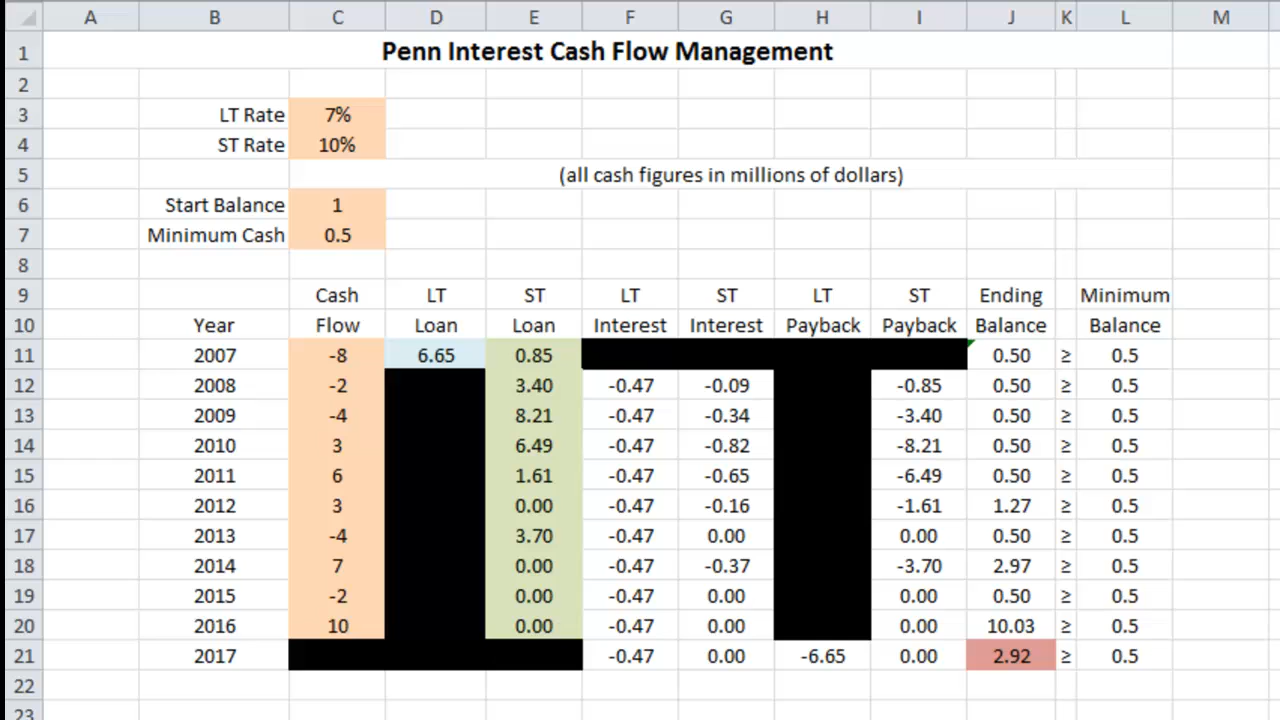 A B C D E F G H I J K L M
1 Penn Interest Cash Flow Management
2
3 LT Rate 7%
4 ST Rate 10%
5 (all cash figures in millions of dollars)
6 Start Balance 1
7 Minimum Cash 0.5
8
9 Cash LT ST LT ST LT ST Ending Minimum
10 Year Flow Loan Loan Interest Interest Payback Payback Balance Balance
11 2007 -8 6.65 0.85 0.50 ≥ 0.5
12 2008 -2 3.40 -0.47 -0.09 -0.85 0.50 ≥ 0.5
13 2009 -4 8.21 -0.47 -0.34 -3.40 0.50 ≥ 0.5
14 2010 3 6.49 -0.47 -0.82 -8.21 0.50 ≥ 0.5
15 2011 6 1.61 -0.47 -0.65 -6.49 0.50 ≥ 0.5
16 2012 3 0.00 -0.47 -0.16 -1.61 1.27 ≥ 0.5
17 2013 -4 3.70 -0.47 0.00 0.00 0.50 ≥ 0.5
18 2014 7 0.00 -0.47 -0.37 -3.70 2.97 ≥ 0.5
19 2015 -2 0.00 -0.47 0.00 0.00 0.50 ≥ 0.5
20 2016 10 0.00 -0.47 0.00 0.00 10.03 ≥ 0.5
21 2017 -0.47 0.00 -6.65 0.00 2.92 ≥ 0.5
22
23